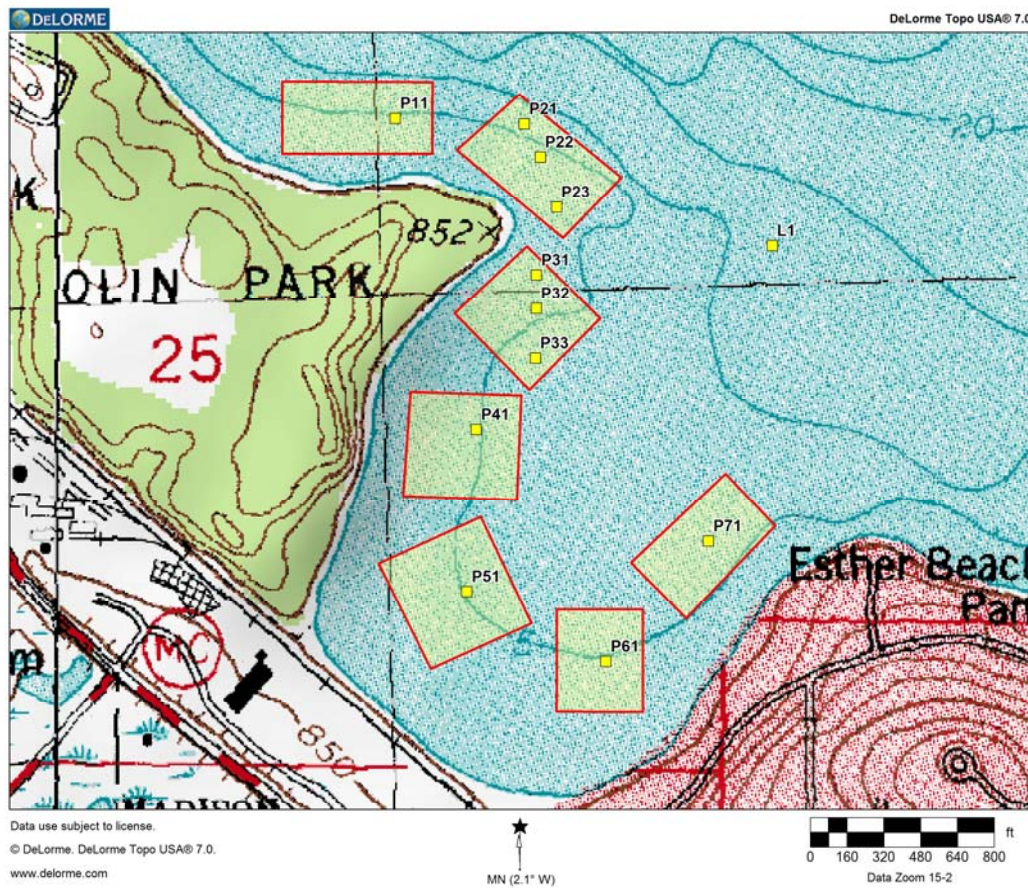 DELORME
DeLorme Topo USA® 7.0
P11
P21
P22
P23
20
K
852
L1
OLIN PARK
P31
P32
P33
25
P41
P71
Esther Beach
P51
MC
P61
850
MADISON
Data use subject to license.
© DeLorme. DeLorme Topo USA® 7.0.
www.delorme.com
MN (2.1° W)
0 160 320 480 640 800
ft
Data Zoom 15-2